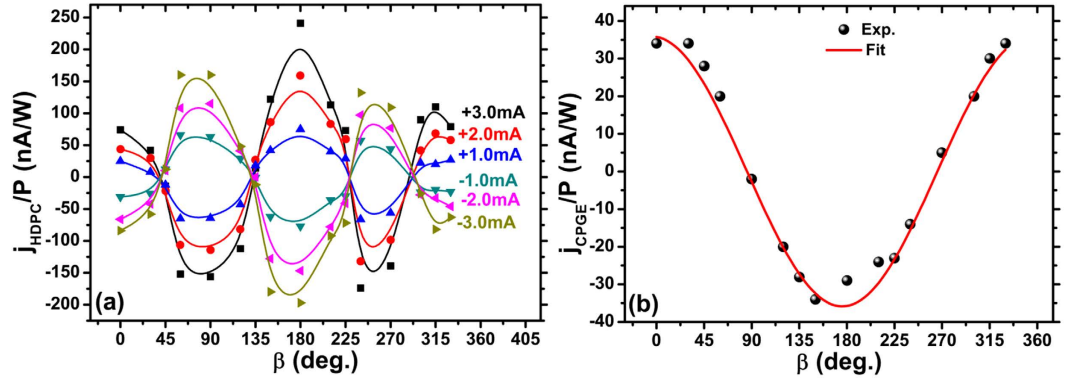 250
200
150
100
50
0
-50
-100
-150
-200
j_HDPC/P (nA/W)
+3.0mA
+2.0mA
+1.0mA
-1.0mA
-2.0mA
-3.0mA
(a)
0 45 90 135 180 225 270 315 360
β (deg.)
40
30
20
10
0
-10
-20
-30
-40
j_CPGE/P (nA/W)
Exp.
Fit
(b)
0 45 90 135 180 225 270 315 360
β (deg.)